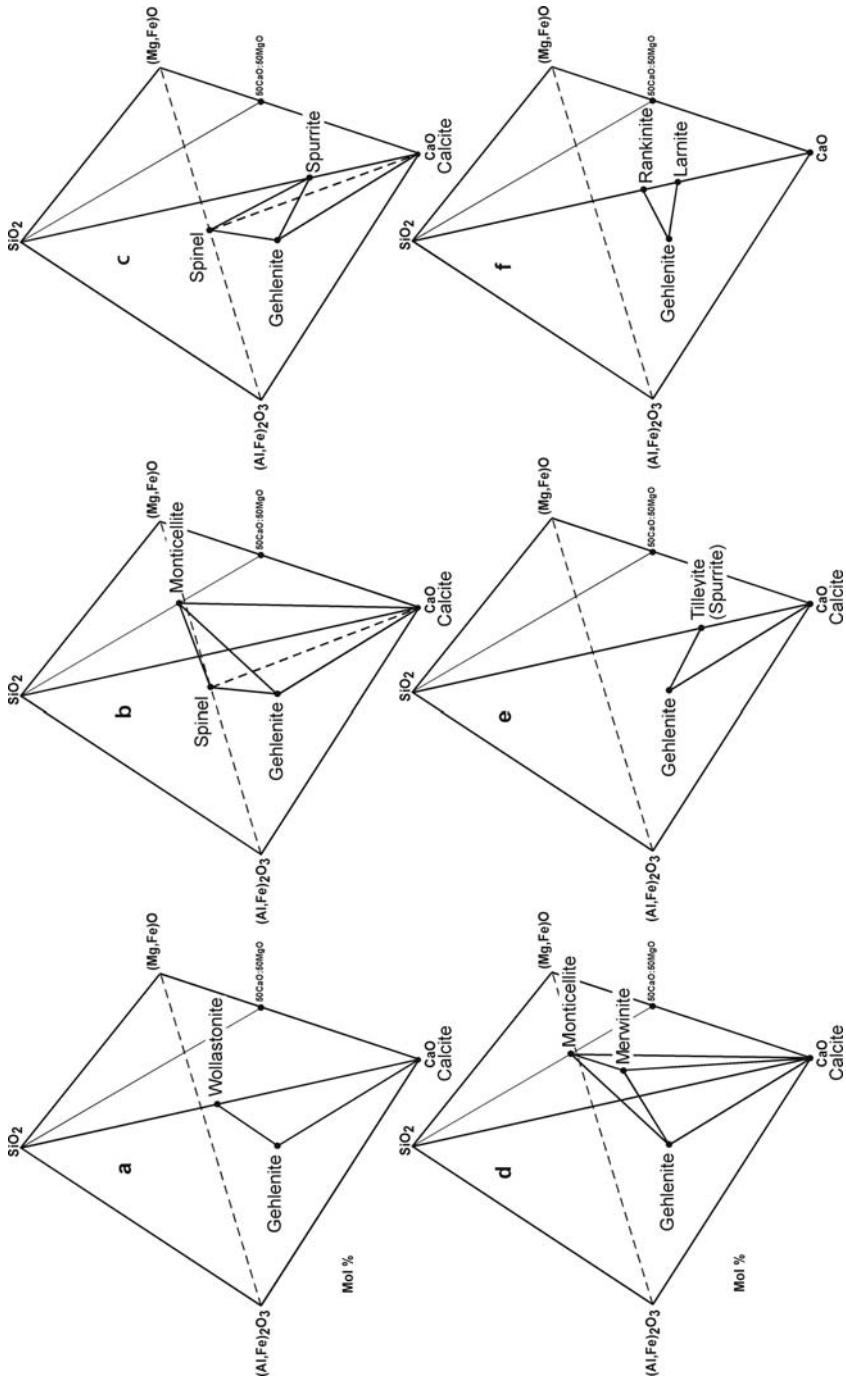 a
SiO2
(Mg,Fe)O
Wollastonite
50CaO:50MgO
Gehlenite
(Al,Fe)2O3
CaO
Calcite
Mol %
b
SiO2
(Mg,Fe)O
Monticellite
Spinel
50CaO:50MgO
Gehlenite
(Al,Fe)2O3
CaO
Calcite
c
SiO2
(Mg,Fe)O
Spinel
50CaO:50MgO
Gehlenite
Spurrite
(Al,Fe)2O3
CaO
Calcite
d
SiO2
(Mg,Fe)O
Monticellite
50CaO:50MgO
Merwinite
Gehlenite
(Al,Fe)2O3
CaO
Calcite
Mol %
e
SiO2
(Mg,Fe)O
50CaO:50MgO
Gehlenite
Tilleyite
(Spurrite)
(Al,Fe)2O3
CaO
Calcite
f
SiO2
(Mg,Fe)O
50CaO:50MgO
Rankinite
Larnite
Gehlenite
(Al,Fe)2O3
CaO